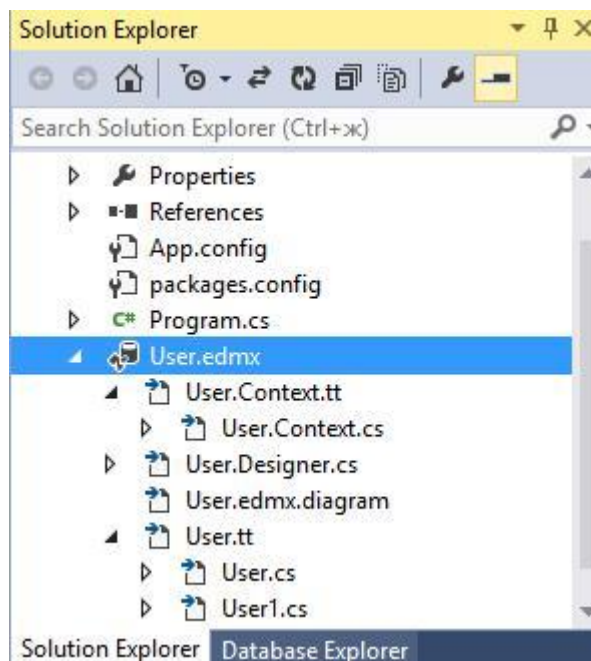 Solution Explorer
Search Solution Explorer (Ctrl+ж)
Properties
References
App.config
packages.config
C# Program.cs
User.edmx
User.Context.tt
User.Context.cs
User.Designer.cs
User.edmx.diagram
User.tt
User.cs
User1.cs
Solution Explorer Database Explorer